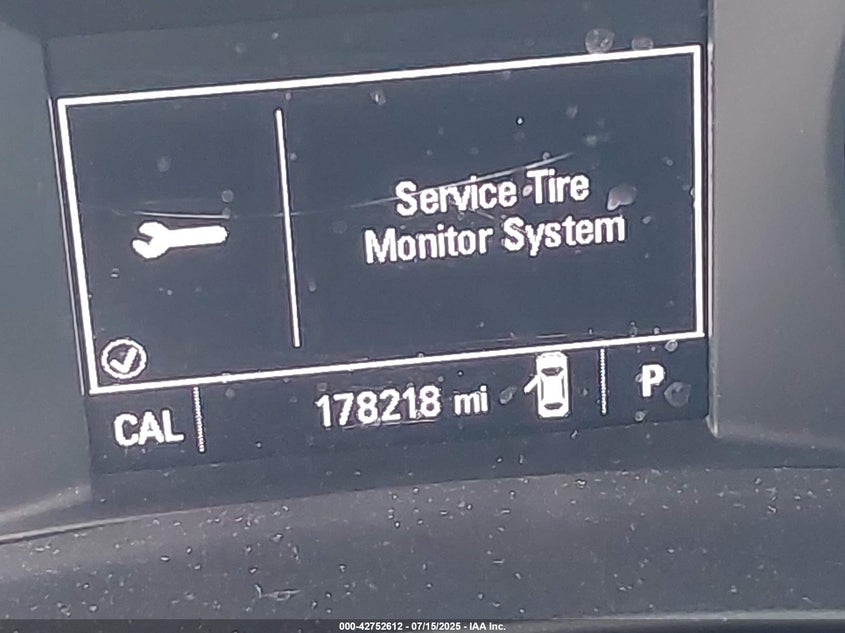 Service Tire
Monitor System
CAL
178218 mi
P
000-42752612 - 07/15/2025 - IAA Inc.